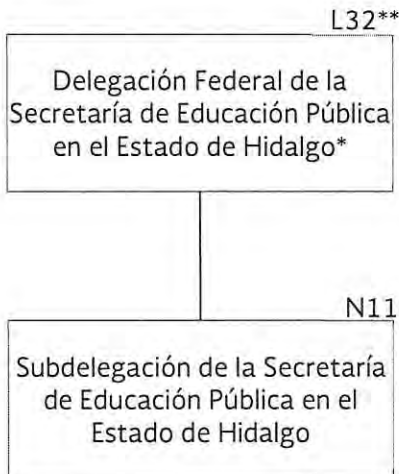 L32**
Delegación Federal de la
Secretaría de Educación Pública
en el Estado de Hidalgo*
N11
Subdelegación de la Secretaría
de Educación Pública en el
Estado de Hidalgo